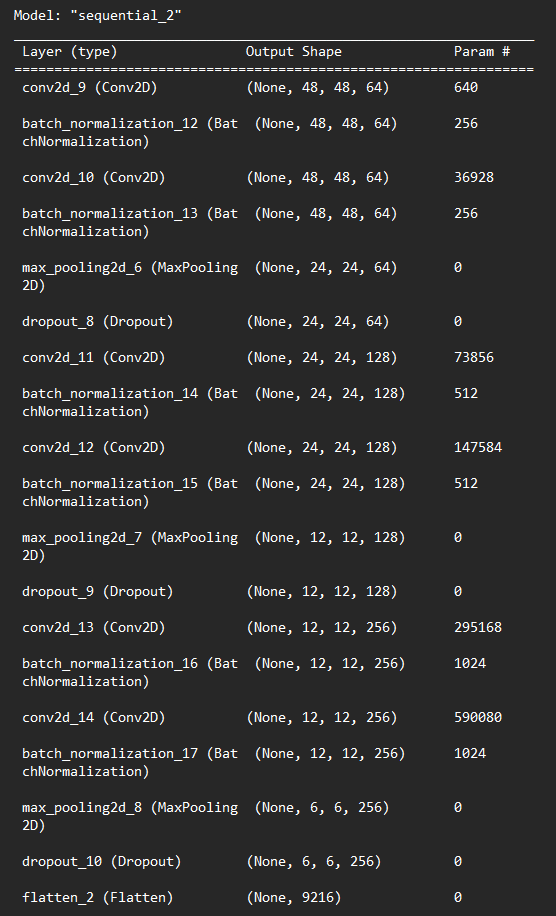 Model: "sequential_2"
Layer (type) Output Shape Param #
conv2d_9 (Conv2D) (None, 48, 48, 64) 640
batch_normalization_12 (Bat (None, 48, 48, 64) 256
chNormalization)
conv2d_10 (Conv2D) (None, 48, 48, 64) 36928
batch_normalization_13 (Bat (None, 48, 48, 64) 256
chNormalization)
max_pooling2d_6 (MaxPooling (None, 24, 24, 64) 0
2D)
dropout_8 (Dropout) (None, 24, 24, 64) 0
conv2d_11 (Conv2D) (None, 24, 24, 128) 73856
batch_normalization_14 (Bat (None, 24, 24, 128) 512
chNormalization)
conv2d_12 (Conv2D) (None, 24, 24, 128) 147584
batch_normalization_15 (Bat (None, 24, 24, 128) 512
chNormalization)
max_pooling2d_7 (MaxPooling (None, 12, 12, 128) 0
2D)
dropout_9 (Dropout) (None, 12, 12, 128) 0
conv2d_13 (Conv2D) (None, 12, 12, 256) 295168
batch_normalization_16 (Bat (None, 12, 12, 256) 1024
chNormalization)
conv2d_14 (Conv2D) (None, 12, 12, 256) 590080
batch_normalization_17 (Bat (None, 12, 12, 256) 1024
chNormalization)
max_pooling2d_8 (MaxPooling (None, 6, 6, 256) 0
2D)
dropout_10 (Dropout) (None, 6, 6, 256) 0
flatten_2 (Flatten) (None, 9216) 0